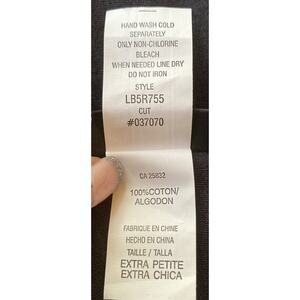 HAND WASH COLD
SEPARATELY
ONLY NON-CHLORINE
BLEACH
WHEN NEEDED LINE DRY
DO NOT IRON
STYLE
LB5R755
CUT
#037070
CA 25832
100%COTON/
ALGODON
FABRIQUE EN CHINE
HECHO EN CHINA
TAILLE / TALLA
EXTRA PETITE
EXTRA CHICA